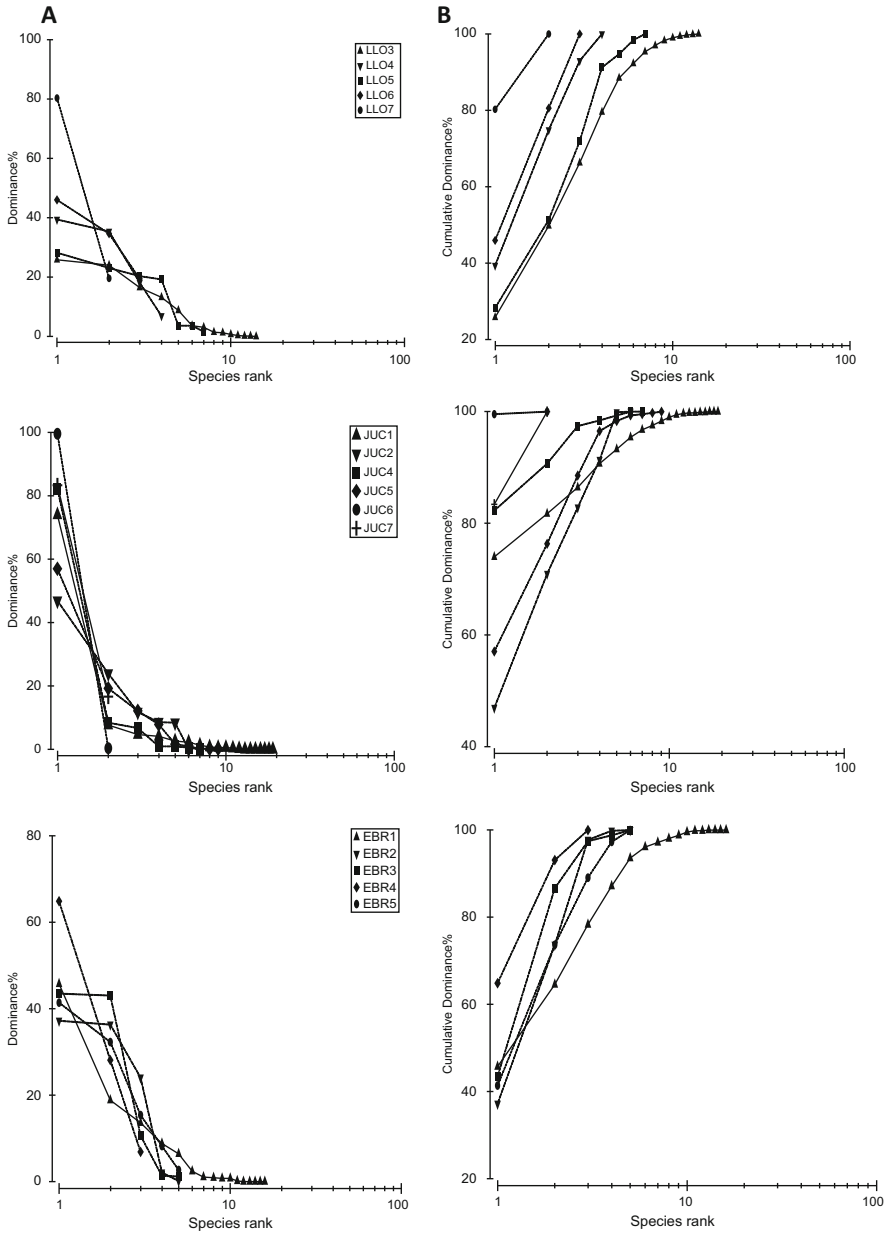 A
B
100
80
60
40
20
0
Dominance%
1
10
100
Species rank
LLO3
LLO4
LLO5
LLO6
LLO7
100
80
60
40
20
Cumulative Dominance%
1
10
100
Species rank
100
80
60
40
20
0
Dominance%
1
10
100
Species rank
JUC1
JUC2
JUC4
JUC5
JUC6
JUC7
100
80
60
40
Cumulative Dominance%
1
10
100
Species rank
80
60
40
20
0
Dominance%
1
10
100
Species rank
EBR1
EBR2
EBR3
EBR4
EBR5
100
80
60
40
20
Cumulative Dominance%
1
10
100
Species rank